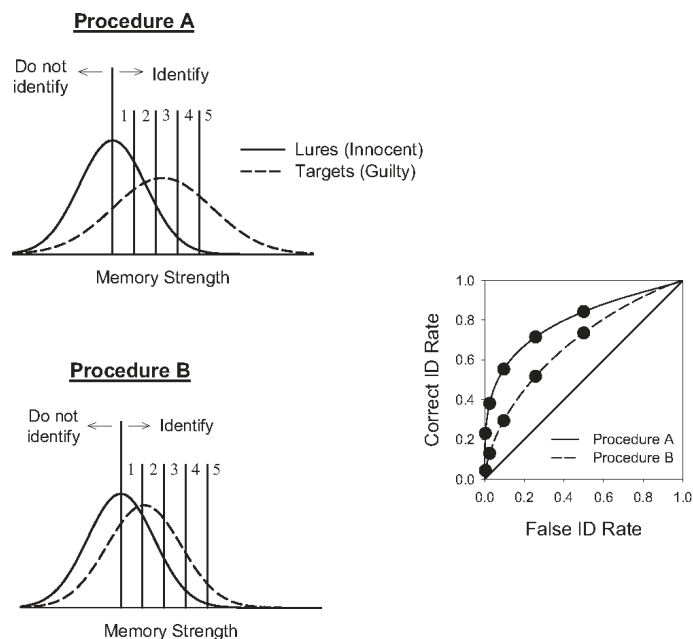 Procedure A
Do not
identify
Identify
1 2 3 4 5
Lures (Innocent)
Targets (Guilty)
Memory Strength
Procedure B
Do not
identify
Identify
1 2 3 4 5
Memory Strength
1.0
0.8
0.6
0.4
0.2
0.0
Correct ID Rate
Procedure A
Procedure B
0.0 0.2 0.4 0.6 0.8 1.0
False ID Rate